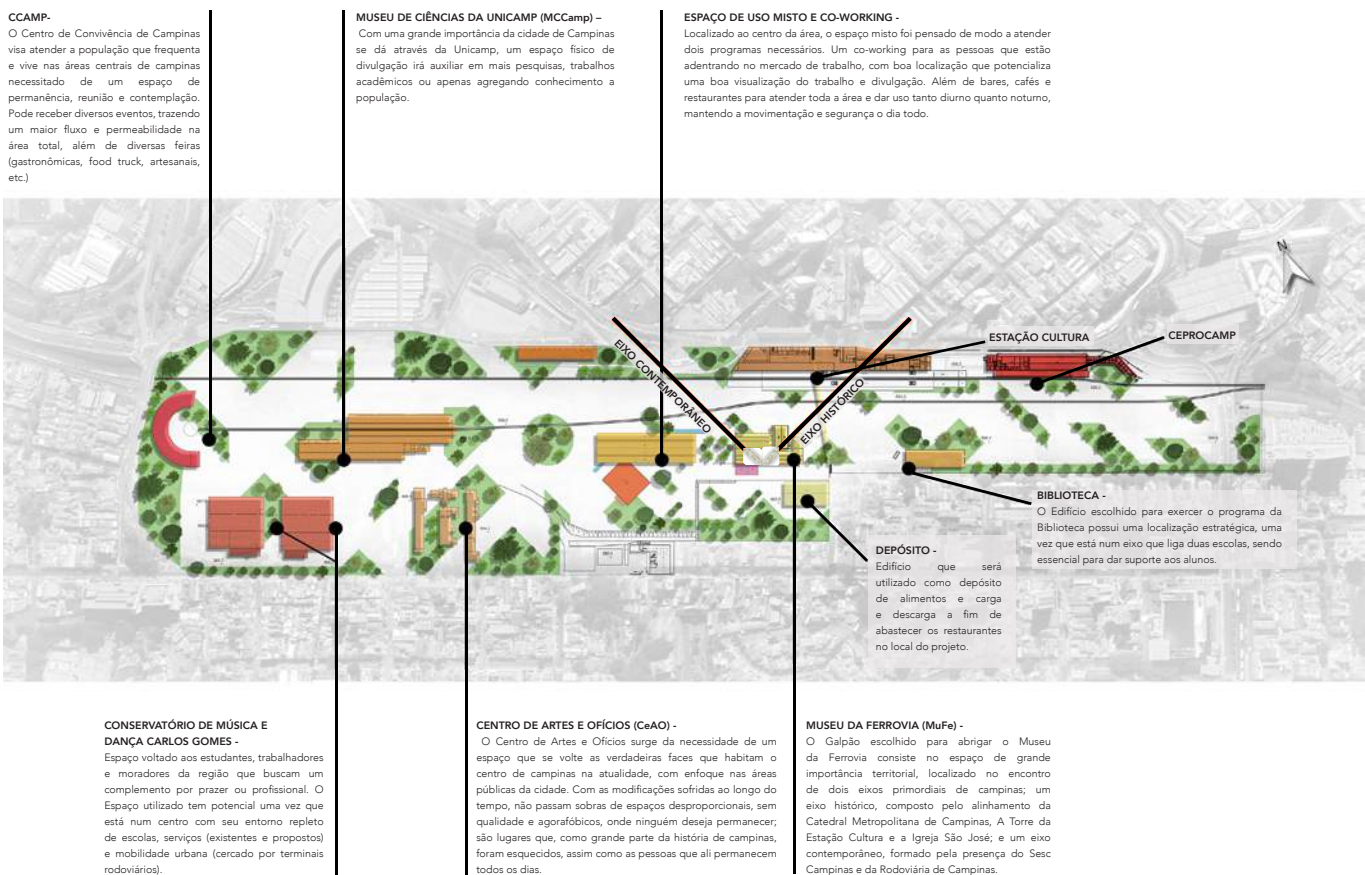 CCAMP-
O Centro de Convivência de Campinas
visa atender a população que frequenta
e vive nas áreas centrais de campinas
necessitado de um espaço de
permanência, reunião e contemplação.
Pode receber diversos eventos, trazendo
um maior fluxo e permeabilidade na
área total, além de diversas feiras
(gastronômicas, food truck, artesanais,
etc.)
MUSEU DE CIÊNCIAS DA UNICAMP (MCCamp) –
Com uma grande importância da cidade de Campinas
se dá através da Unicamp, um espaço físico de
divulgação irá auxiliar em mais pesquisas, trabalhos
acadêmicos ou apenas agregando conhecimento a
população.
ESPAÇO DE USO MISTO E CO-WORKING -
Localizado ao centro da área, o espaço misto foi pensado de modo a atender
dois programas necessários. Um co-working para as pessoas que estão
adentrando no mercado de trabalho, com boa localização que potencializa
uma boa visualização do trabalho e divulgação. Além de bares, cafés e
restaurantes para atender toda a área e dar uso tanto diurno quanto noturno,
mantendo a movimentação e segurança o dia todo.
N
EIXO CONTEMPORÂNEO
EIXO HISTÓRICO
ESTAÇÃO CULTURA
CEPROCAMP
BIBLIOTECA -
O Edifício escolhido para exercer o programa da
Biblioteca possui uma localização estratégica, uma
vez que está num eixo que liga duas escolas, sendo
essencial para dar suporte aos alunos.
DEPÓSITO -
Edifício que será
utilizado como depósito
de alimentos e carga
e descarga a fim de
abastecer os restaurantes
no local do projeto.
CONSERVATÓRIO DE MÚSICA E
DANÇA CARLOS GOMES -
Espaço voltado aos estudantes, trabalhadores
e moradores da região que buscam um
complemento por prazer ou profissional. O
Espaço utilizado tem potencial uma vez que
está num centro com seu entorno repleto
de escolas, serviços (existentes e propostos)
e mobilidade urbana (cercado por terminais
rodoviários).
CENTRO DE ARTES E OFÍCIOS (CeAO) -
O Centro de Artes e Ofícios surge da necessidade de um
espaço que se volte as verdadeiras faces que habitam o
centro de campinas na atualidade, com enfoque nas áreas
públicas da cidade. Com as modificações sofridas ao longo do
tempo, não passam sobras de espaços desproporcionais, sem
qualidade e agorafóbicos, onde ninguém deseja permanecer;
são lugares que, como grande parte da história de campinas,
foram esquecidos, assim como as pessoas que ali permanecem
todos os dias.
MUSEU DA FERROVIA (MuFe) -
O Galpão escolhido para abrigar o Museu
da Ferrovia consiste no espaço de grande
importância territorial, localizado no encontro
de dois eixos primordiais de campinas; um
eixo histórico, composto pelo alinhamento da
Catedral Metropolitana de Campinas, A Torre da
Estação Cultura e a Igreja São José; e um eixo
contemporâneo, formado pela presença do Sesc
Campinas e da Rodoviária de Campinas.